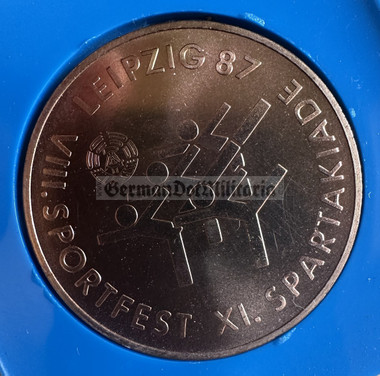 LEIPZIG 87
VIII. SPORTFEST XI. SPARTAKIADE
GermanDotMilitaria